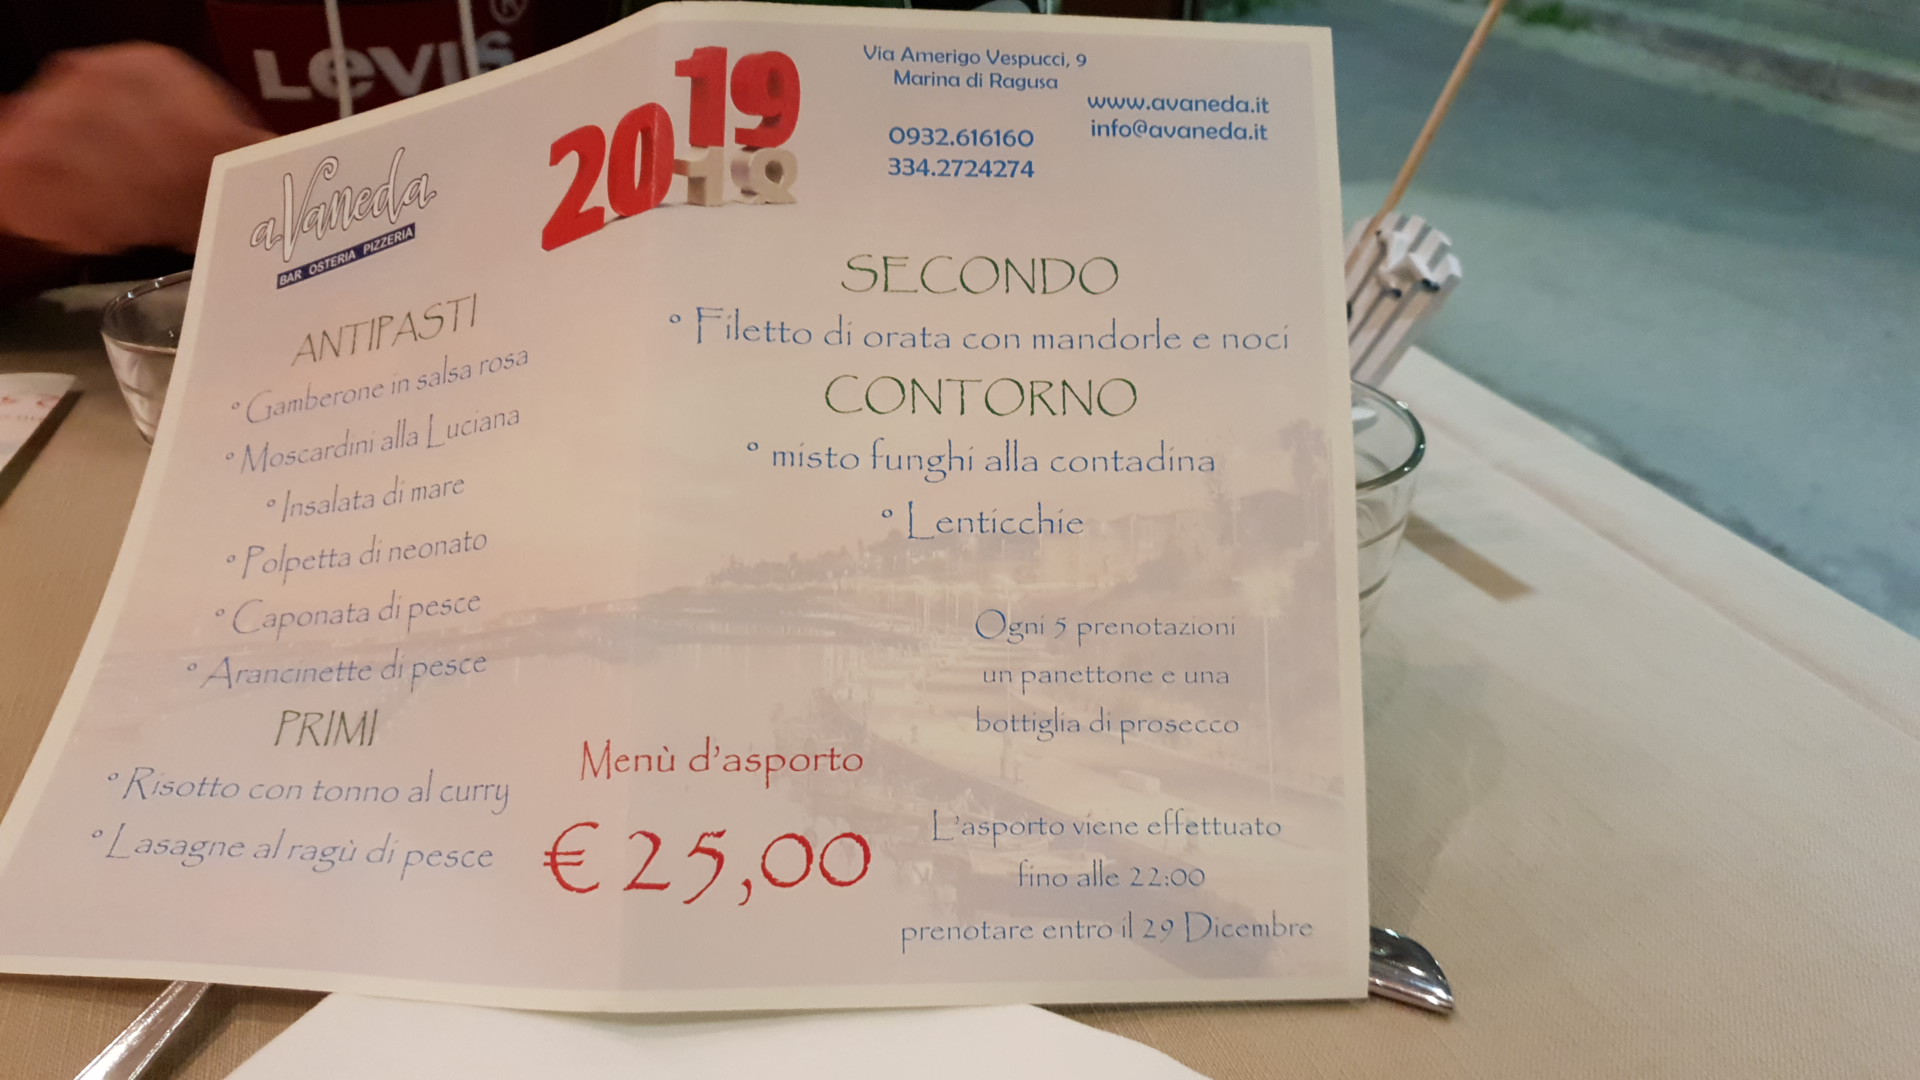 Levi's®
aVaneda
BAR OSTERIA PIZZERIA
2019
18
Via Amerigo Vespucci, 9
Marina di Ragusa
www.avaneda.it
info@avaneda.it
0932.616160
334.2724274
ANTIPASTI
° Gamberone in salsa rosa
° Moscardini alla Luciana
° Insalata di mare
° Polpetta di neonato
° Caponata di pesce
° Arancinette di pesce
PRIMI
° Risotto con tonno al curry
° Lasagne al ragù di pesce
Menù d'asporto
€ 25,00
SECONDO
° Filetto di orata con mandorle e noci
CONTORNO
° misto funghi alla contadina
° Lenticchie
Ogni 5 prenotazioni
un panettone e una
bottiglia di prosecco
L'asporto viene effettuato
fino alle 22:00
prenotare entro il 29 Dicembre